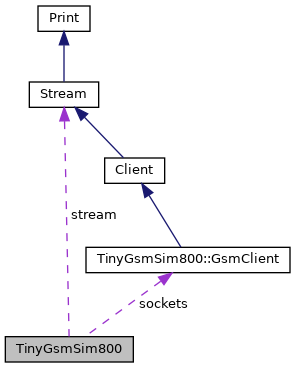 Print
Stream
Client
stream
TinyGsmSim800::GsmClient
sockets
TinyGsmSim800